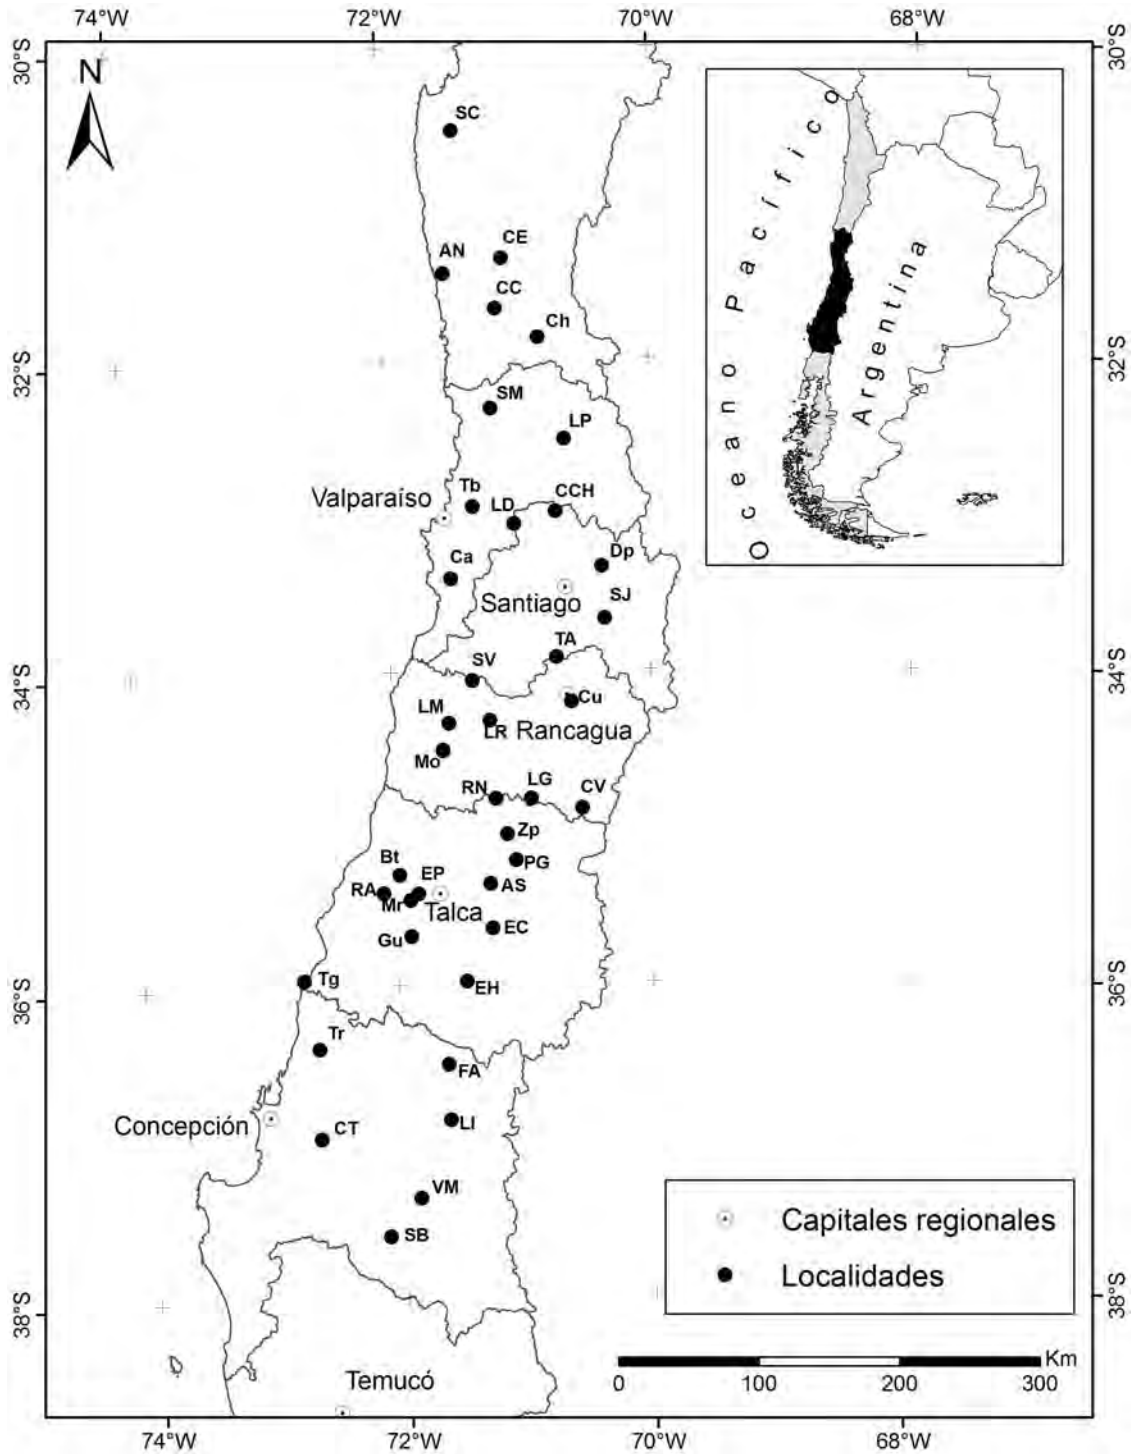 74°W
72°W
70°W
68°W
30°S
30°S
N
SC
CE
AN
CC
Ch
32°S
32°S
SM
LP
Tb
CCH
Valparaíso
LD
Ca
Dp
SJ
Santiago
TA
SV
34°S
34°S
Cu
LM
LR
Rancagua
Mo
RN
LG
CV
Zp
PG
Bt
EP
AS
RA
Mr
Talca
EC
Gu
Tg
EH
36°S
36°S
Tr
FA
LI
Concepción
CT
VM
SB
38°S
38°S
Temucó
Oceano Pacífico
Argentina
Capitales regionales
Localidades
Km
0
100
200
300
74°W
72°W
70°W
68°W